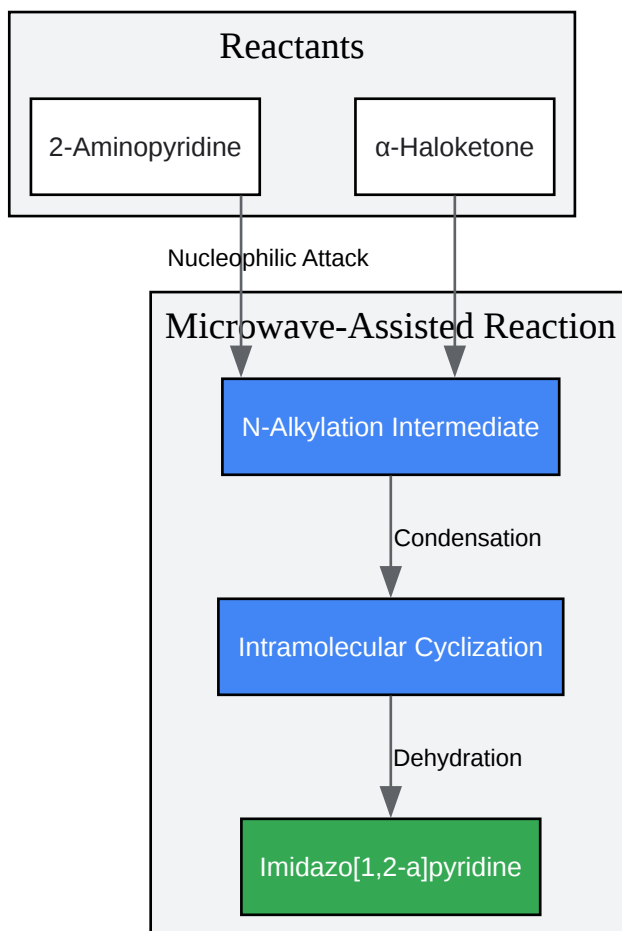 Reactants
2-Aminopyridine
α-Haloketone
Nucleophilic Attack
Microwave-Assisted Reaction
N-Alkylation Intermediate
Condensation
Intramolecular Cyclization
Dehydration
Imidazo[1,2-a]pyridine